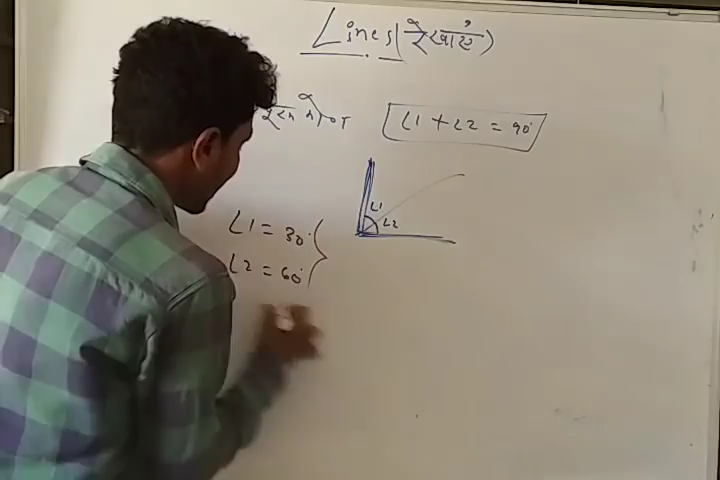 Lines (रेखाएं)
∠1 + ∠2 = 90°
∠1
∠2
∠1 = 30°
∠2 = 60°